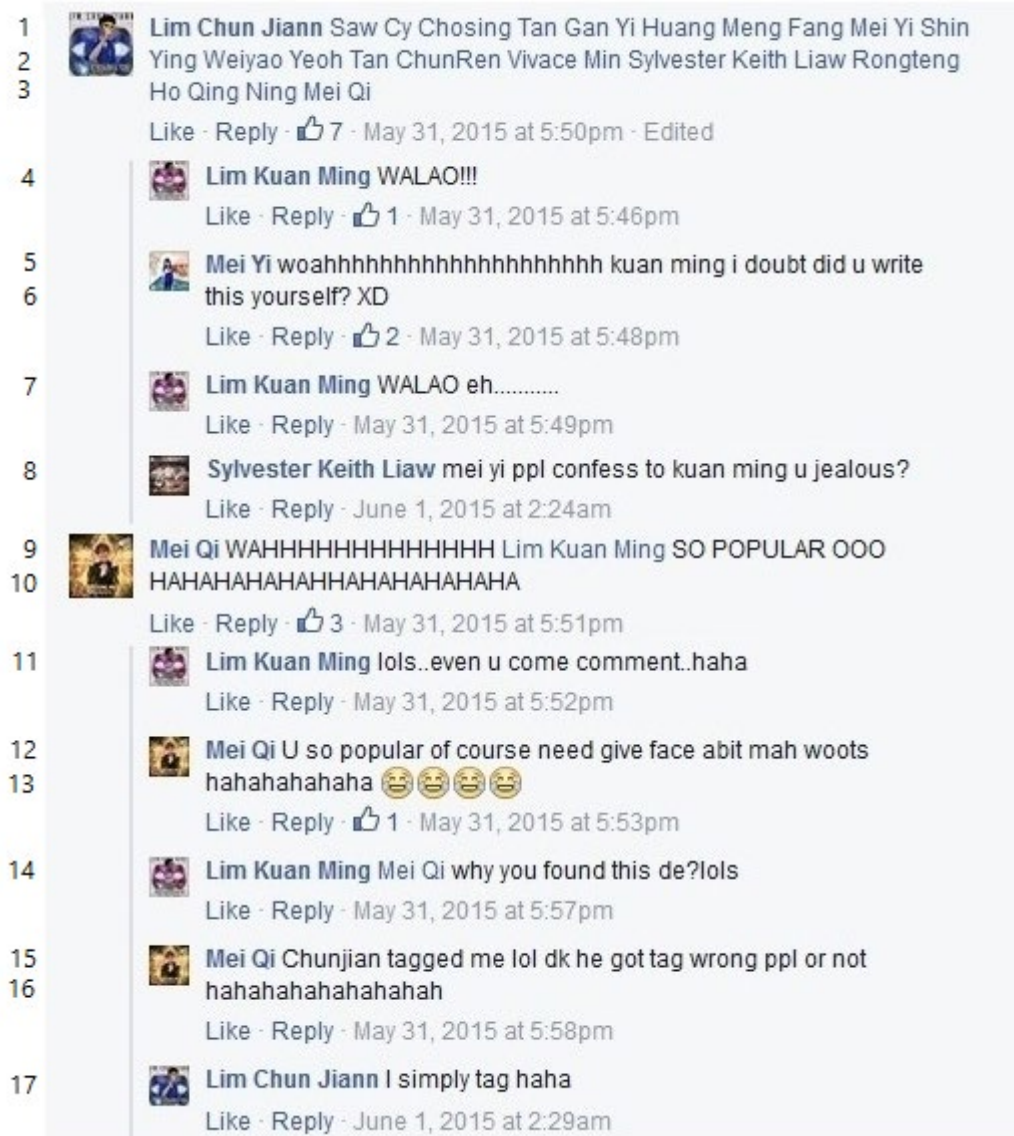 1 Lim Chun Jiann Saw Cy Chosing Tan Gan Yi Huang Meng Fang Mei Yi Shin
2 Ying Weiyao Yeoh Tan ChunRen Vivace Min Sylvester Keith Liaw Rongteng
3 Ho Qing Ning Mei Qi
Like · Reply · 7 · May 31, 2015 at 5:50pm · Edited
4 Lim Kuan Ming WALAO!!!
Like · Reply · 1 · May 31, 2015 at 5:46pm
5 Mei Yi woahhhhhhhhhhhhhhhhhhhhh kuan ming i doubt did u write
6 this yourself? XD
Like · Reply · 2 · May 31, 2015 at 5:48pm
7 Lim Kuan Ming WALAO eh...........
Like · Reply · May 31, 2015 at 5:49pm
8 Sylvester Keith Liaw mei yi ppl confess to kuan ming u jealous?
Like · Reply · June 1, 2015 at 2:24am
9 Mei Qi WAHHHHHHHHHHHHHH Lim Kuan Ming SO POPULAR OOO
10 HAHAHAHAHAHHAHAHAHAHAHA
Like · Reply · 3 · May 31, 2015 at 5:51pm
11 Lim Kuan Ming lols..even u come comment..haha
Like · Reply · May 31, 2015 at 5:52pm
12 Mei Qi U so popular of course need give face abit mah woots
13 hahahahahaha 😂😂😂😂
Like · Reply · 1 · May 31, 2015 at 5:53pm
14 Lim Kuan Ming Mei Qi why you found this de?lols
Like · Reply · May 31, 2015 at 5:57pm
15 Mei Qi Chunjian tagged me lol dk he got tag wrong ppl or not
16 hahahahahahahahah
Like · Reply · May 31, 2015 at 5:58pm
17 Lim Chun Jiann I simply tag haha
Like · Reply · June 1, 2015 at 2:29am